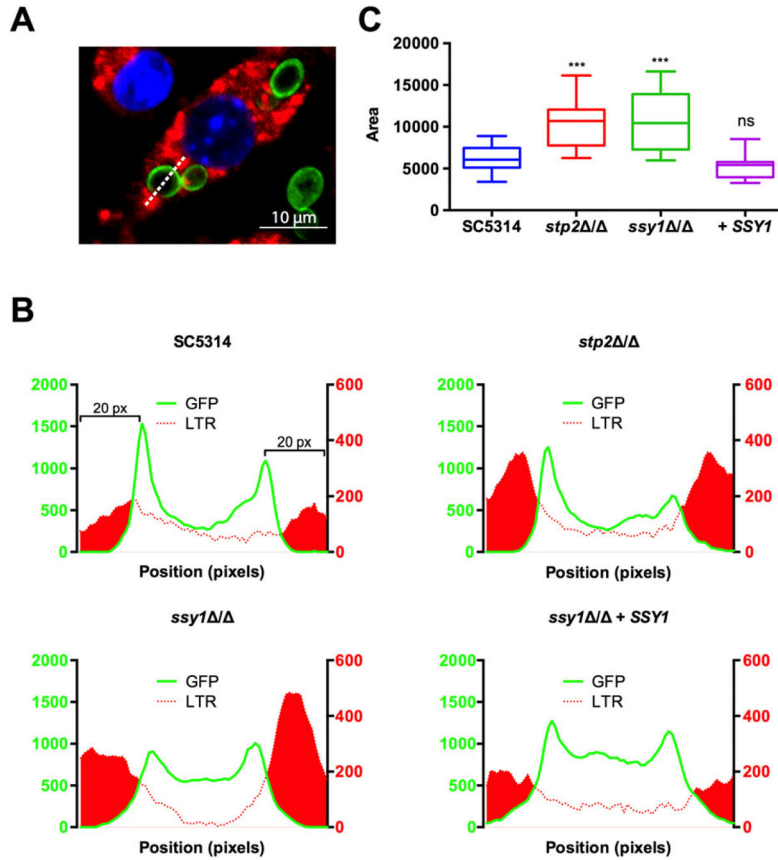 A
10 µm
C
20000
15000
10000
5000
0
Area
***
***
ns
SC5314
stp2Δ/Δ
ssy1Δ/Δ
+ SSY1
B
SC5314
2000
1500
1000
500
0
600
400
200
0
20 px
20 px
GFP
LTR
Position (pixels)
stp2Δ/Δ
2000
1500
1000
500
0
600
400
200
0
GFP
LTR
Position (pixels)
ssy1Δ/Δ
2000
1500
1000
500
0
600
400
200
0
GFP
LTR
Position (pixels)
ssy1Δ/Δ + SSY1
2000
1500
1000
500
0
600
400
200
0
GFP
LTR
Position (pixels)